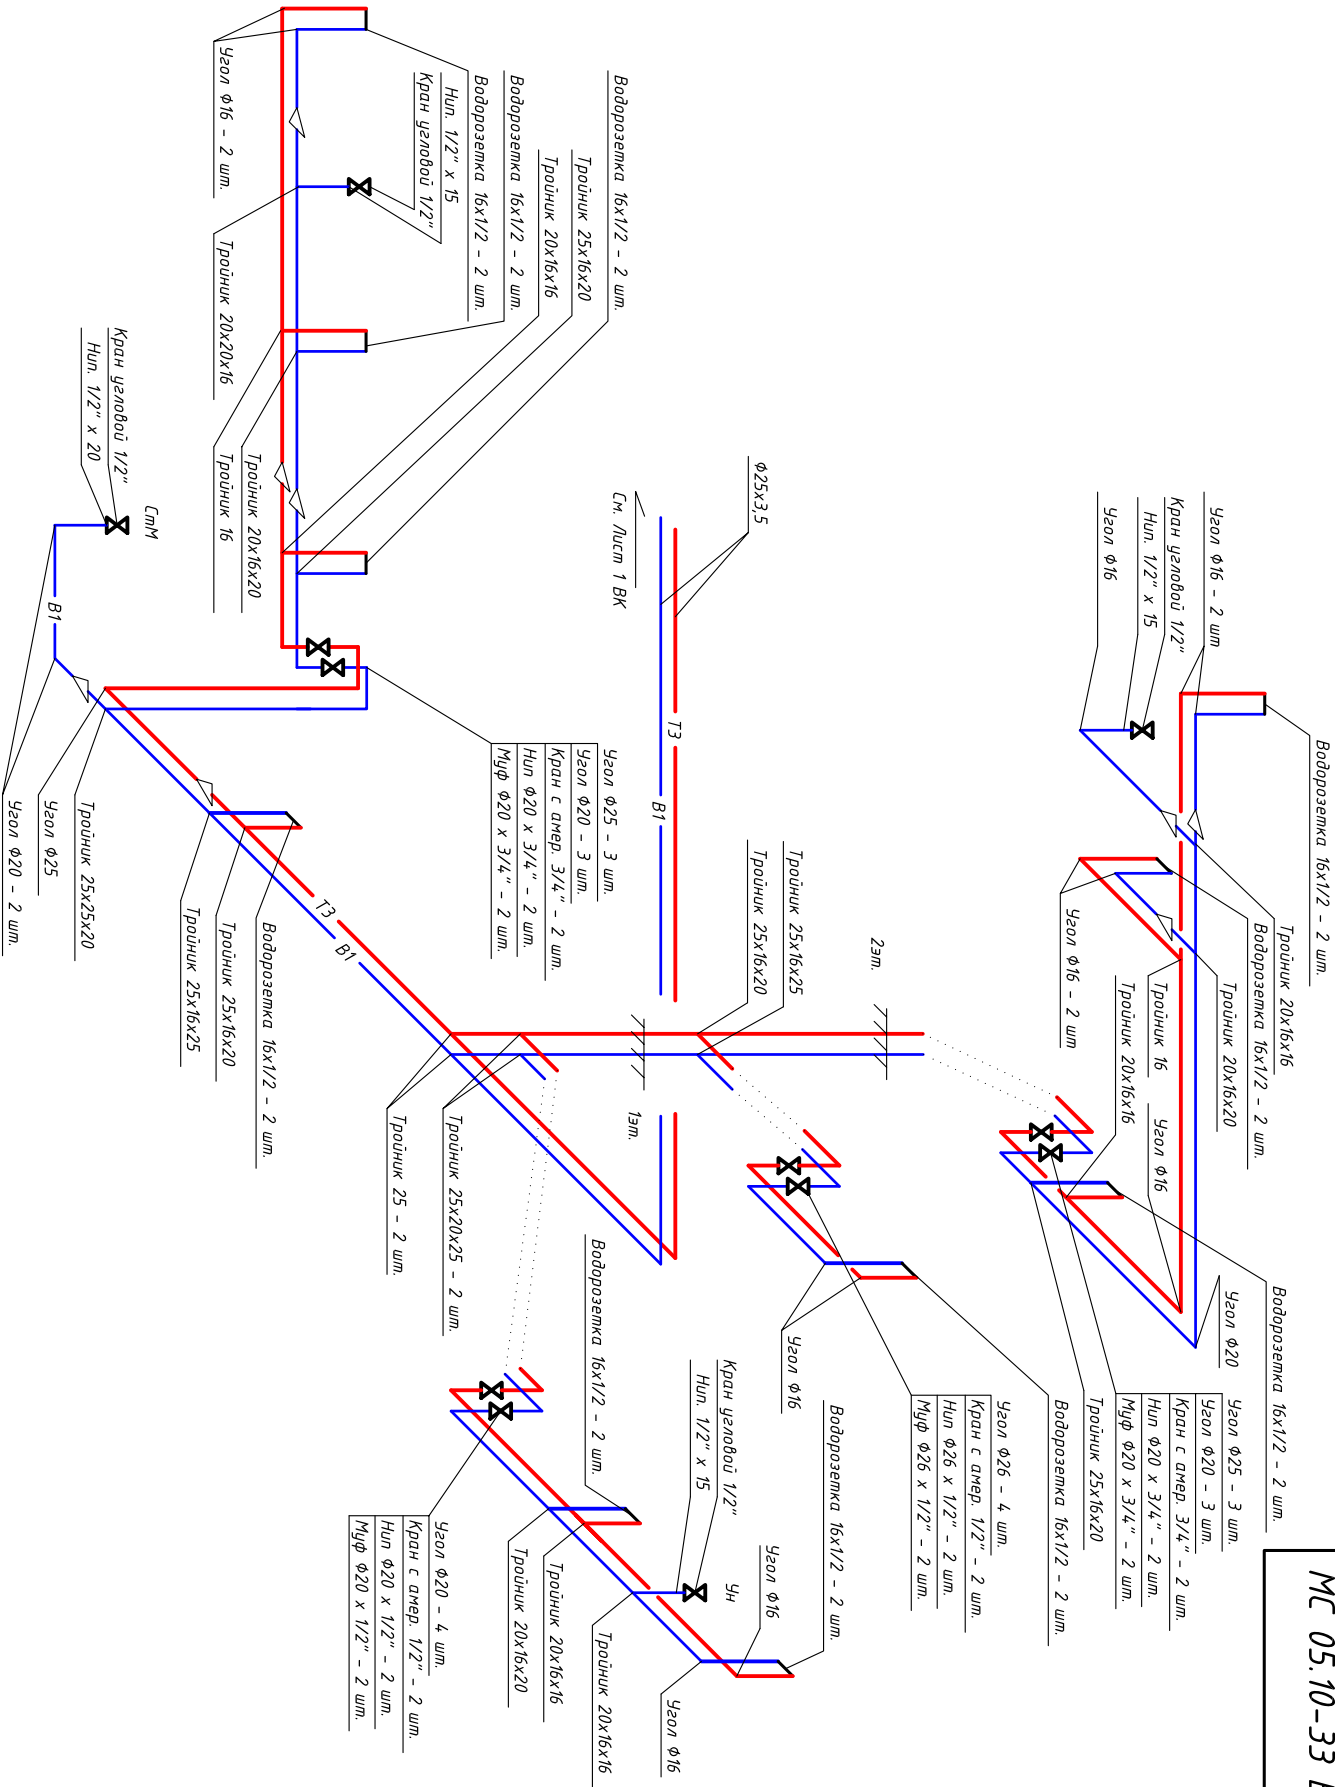 МС 05.10-33
Водорозетка 16х1/2 - 2 шт.
Угол Ф16 - 2 шт
Кран угловой 1/2"
Нип. 1/2" х 15
Угол Ф16
Тройник 20х16х16
Водорозетка 16х1/2 - 2 шт.
Тройник 20х16х20
Тройник 16
Тройник 20х16х16
Угол Ф16 - 2 шт
Угол Ф16
Угол Ф20
Водорозетка 16х1/2 - 2 шт.
Угол Ф25 - 3 шт.
Угол Ф20 - 3 шт.
Кран с амер. 3/4" - 2 шт.
Нип Ф20 х 3/4" - 2 шт.
Муф Ф20 х 3/4" - 2 шт.
Тройник 25х16х20
Водорозетка 16х1/2 - 2 шт.
Угол Ф26 - 4 шт.
Кран с амер. 1/2" - 2 шт.
Нип Ф26 х 1/2" - 2 шт.
Муф Ф26 х 1/2" - 2 шт.
Угол Ф16
2эт.
Тройник 25х16х25
Тройник 25х16х20
1эт.
Ф25х3,5
Т3
В1
См. Лист 1 ВК
Водорозетка 16х1/2 - 2 шт.
Тройник 25х16х20
Тройник 20х16х16
Водорозетка 16х1/2 - 2 шт.
Водорозетка 16х1/2 - 2 шт.
Нип. 1/2" х 15
Кран угловой 1/2"
Угол Ф16 - 2 шт.
Тройник 20х20х16
Тройник 20х16х20
Тройник 16
Угол Ф25 - 3 шт.
Угол Ф20 - 3 шт.
Кран с амер. 3/4" - 2 шт.
Нип Ф20 х 3/4" - 2 шт.
Муф Ф20 х 3/4" - 2 шт.
СтМ
Кран угловой 1/2"
Нип. 1/2" х 20
В1
Т3
В1
Водорозетка 16х1/2 - 2 шт.
Тройник 25х16х20
Тройник 25х16х25
Тройник 25х25х20
Угол Ф25
Угол Ф20 - 2 шт.
Тройник 25х20х25 - 2 шт.
Тройник 25 - 2 шт.
Водорозетка 16х1/2 - 2 шт.
Угол Ф16
Ун
Кран угловой 1/2"
Нип. 1/2" х 15
Водорозетка 16х1/2 - 2 шт.
Угол Ф16
Тройник 20х16х16
Тройник 20х16х16
Тройник 20х16х20
Угол Ф20 - 4 шт.
Кран с амер. 1/2" - 2 шт.
Нип Ф20 х 1/2" - 2 шт.
Муф Ф20 х 1/2" - 2 шт.